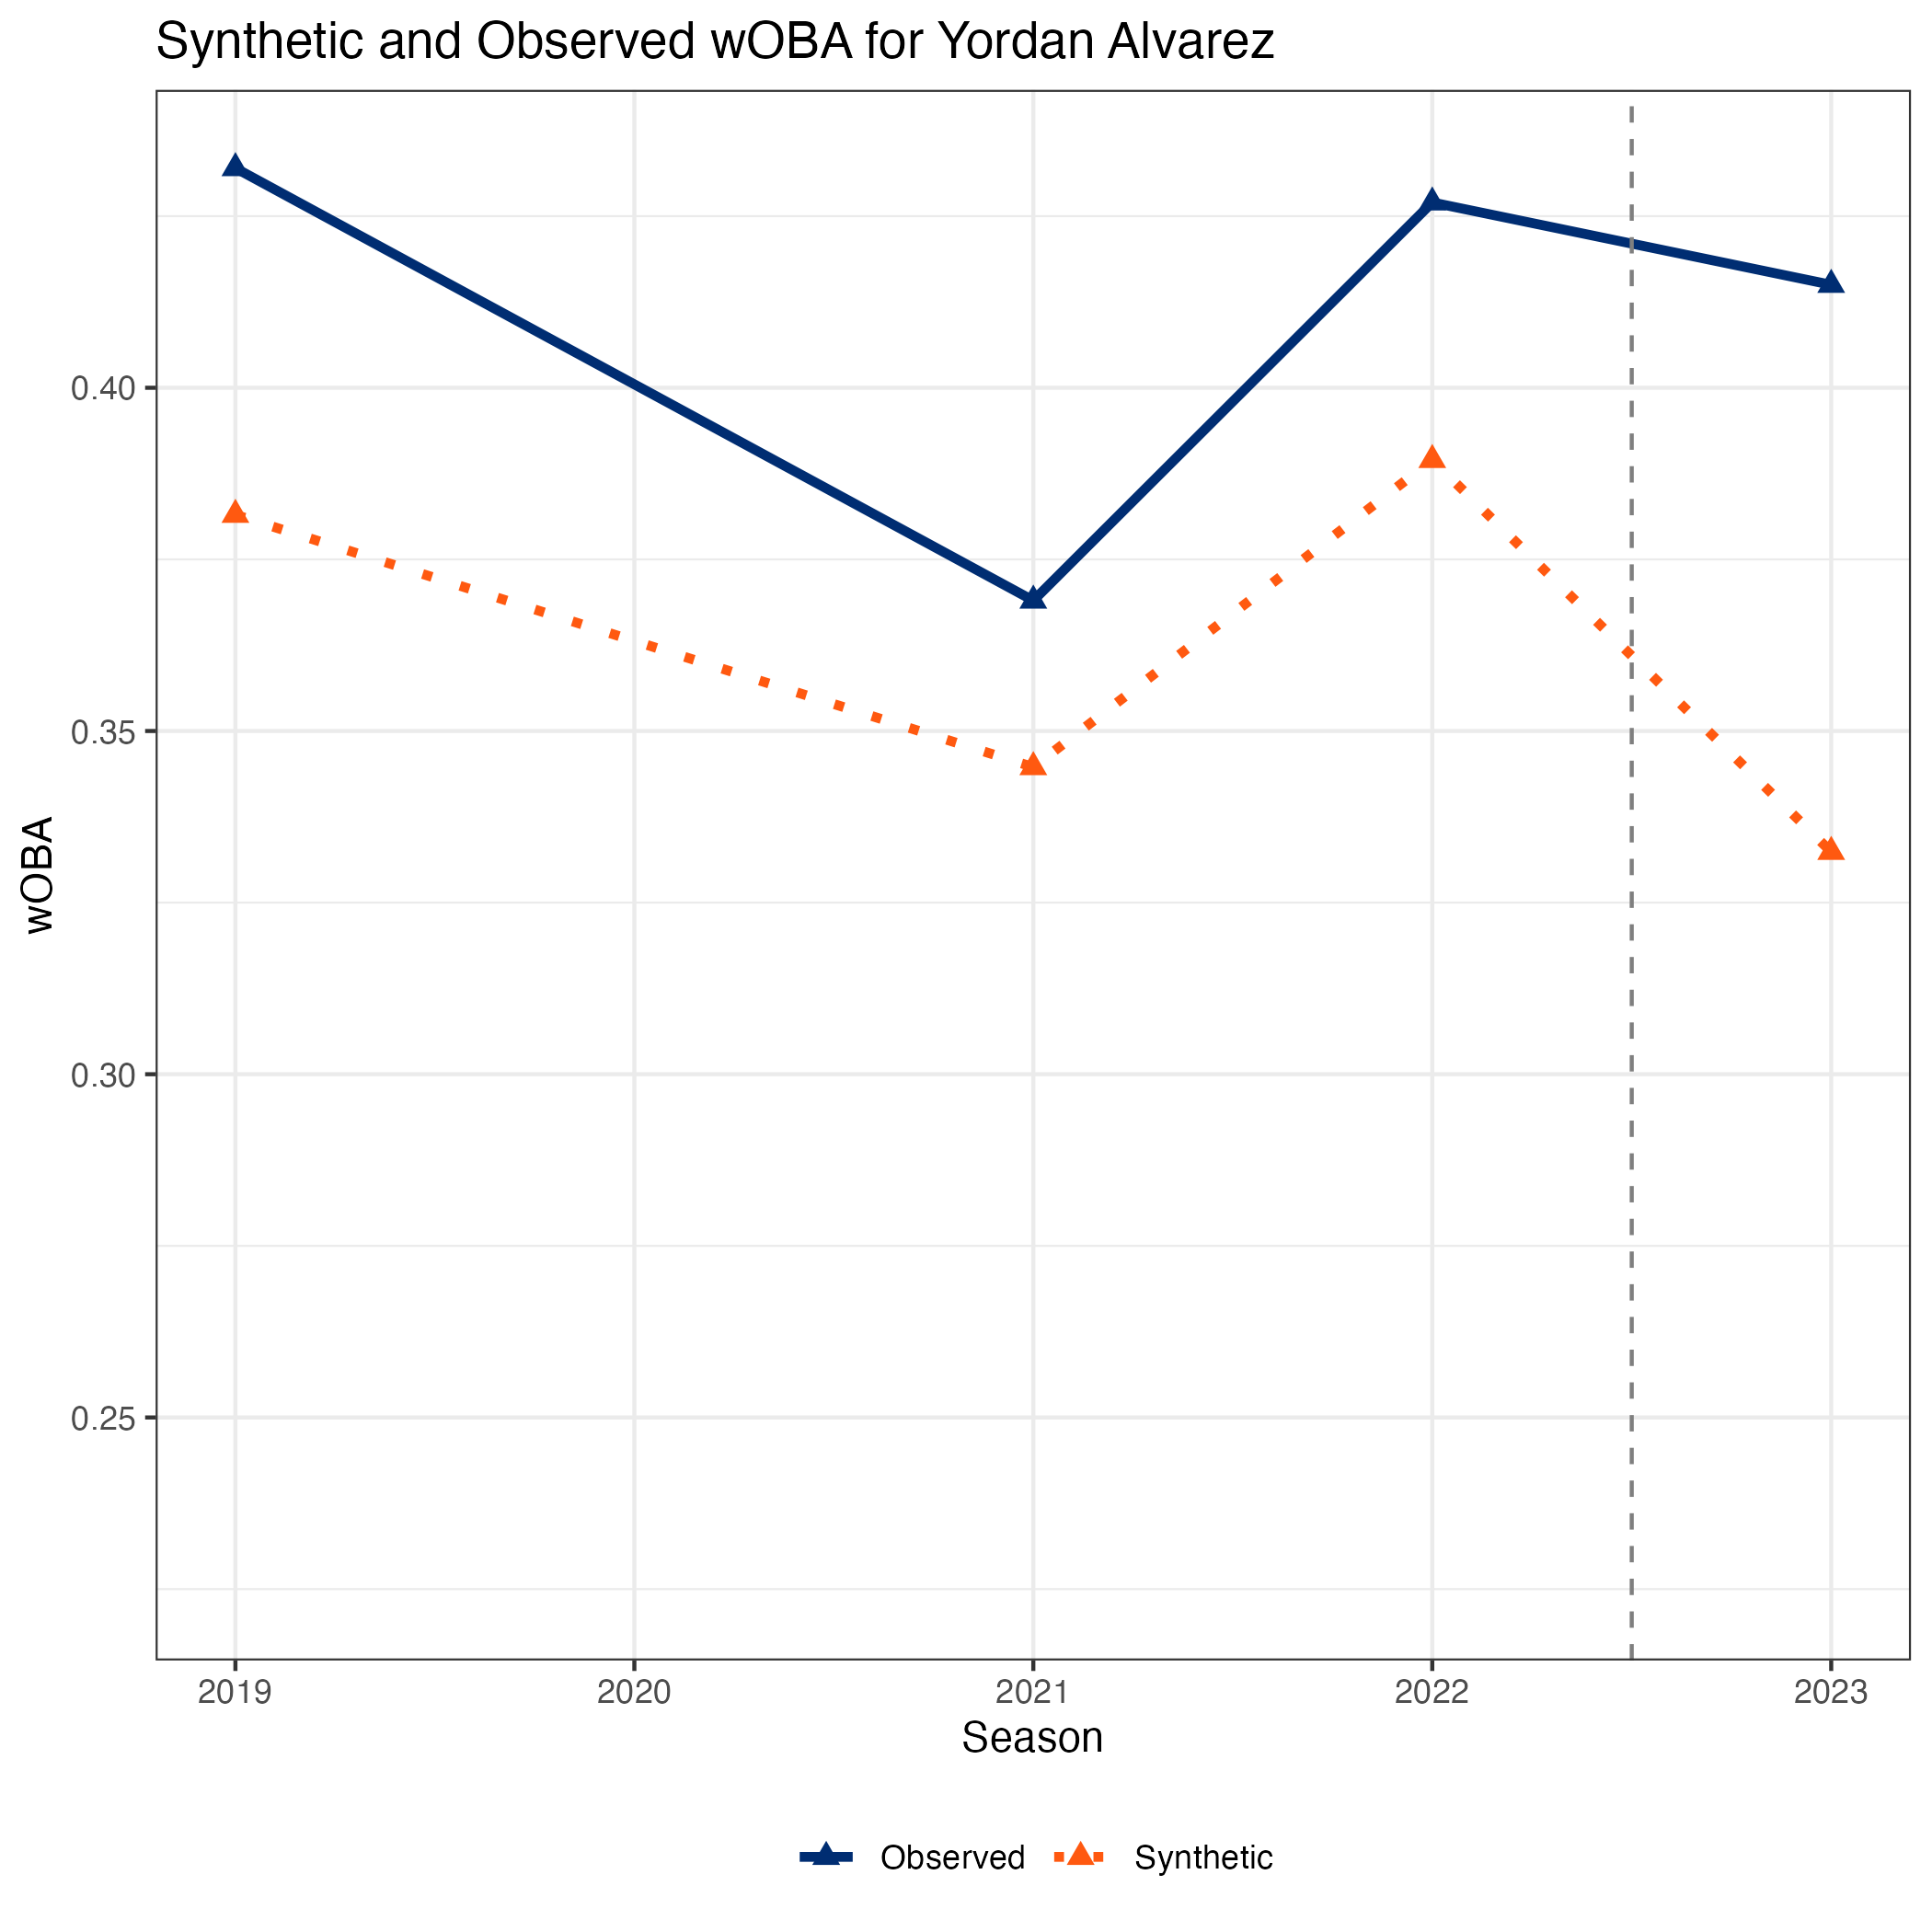 Synthetic and Observed wOBA for Yordan Alvarez
wOBA
0.40
0.35
0.30
0.25
2019 2020 2021 2022 2023
Season
Observed Synthetic